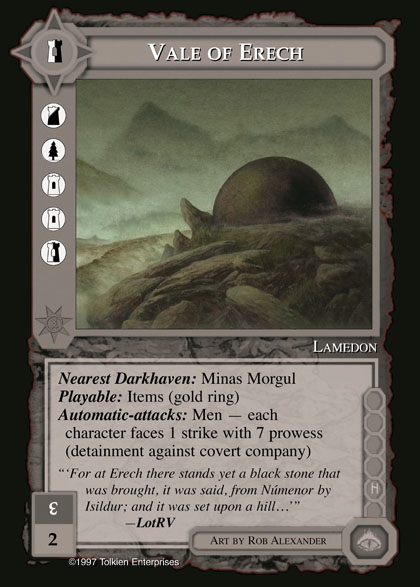 Vale of Erech
Lamedon
Nearest Darkhaven: Minas Morgul
Playable: Items (gold ring)
Automatic-attacks: Men — each
character faces 1 strike with 7 prowess
(detainment against covert company)
“‘For at Erech there stands yet a black stone that
was brought, it was said, from Númenor by
Isildur; and it was set upon a hill…’”
—LotRV
H
ε
2
Art by Rob Alexander
©1997 Tolkien Enterprises